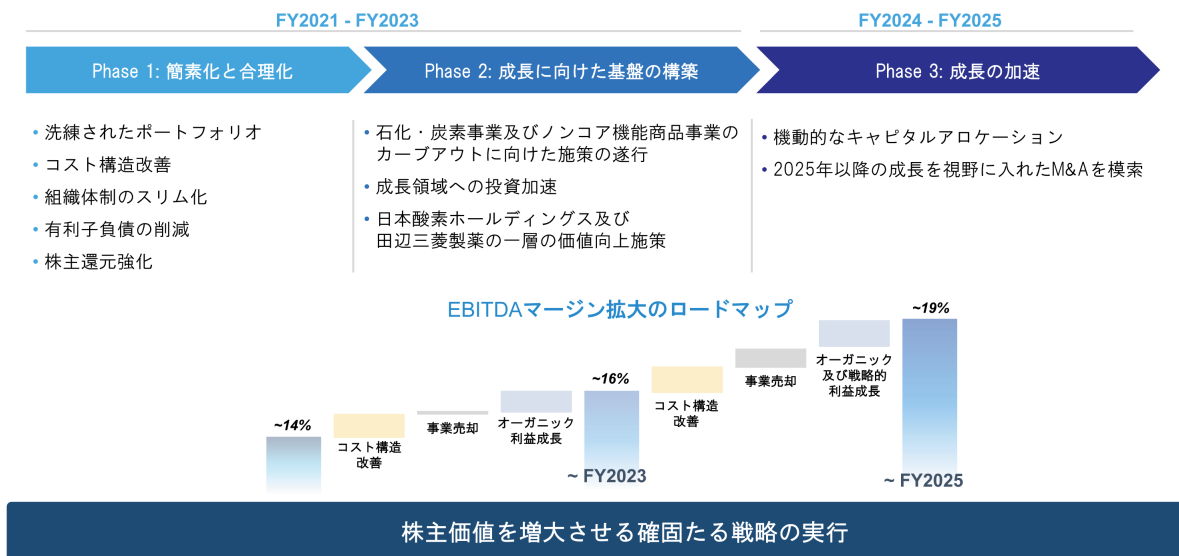 FY2021 - FY2023
FY2024 - FY2025
Phase 1: 簡素化と合理化
Phase 2: 成長に向けた基盤の構築
Phase 3: 成長の加速
• 洗練されたポートフォリオ
• コスト構造改善
• 組織体制のスリム化
• 有利子負債の削減
• 株主還元強化
• 石化・炭素事業及びノンコア機能商品事業の
カーブアウトに向けた施策の遂行
• 成長領域への投資加速
• 日本酸素ホールディングス及び
田辺三菱製薬の一層の価値向上施策
• 機動的なキャピタルアロケーション
• 2025年以降の成長を視野に入れたM&Aを模索
EBITDAマージン拡大のロードマップ
~14%
コスト構造
改善
事業売却
オーガニック
利益成長
~16%
~ FY2023
コスト構造
改善
事業売却
オーガニック
及び戦略的
利益成長
~19%
~ FY2025
株主価値を増大させる確固たる戦略の実行